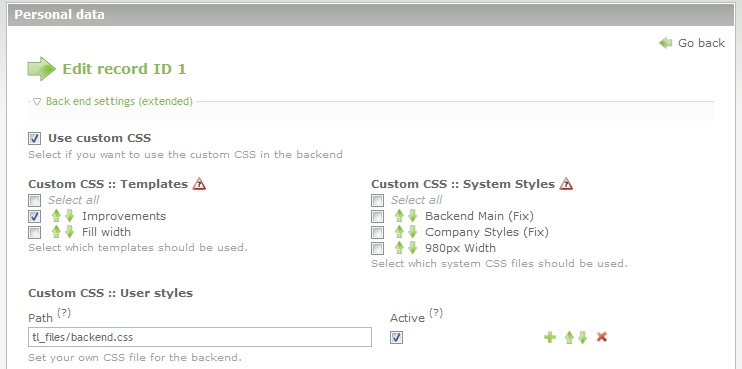 Personal data
Go back
Edit record ID 1
Back end settings (extended)
Use custom CSS
Select if you want to use the custom CSS in the backend
Custom CSS :: Templates
Select all
Improvements
Fill width
Select which templates should be used.
Custom CSS :: System Styles
Select all
Backend Main (Fix)
Company Styles (Fix)
980px Width
Select which system CSS files should be used.
Custom CSS :: User styles
Path (?) Active (?)
tl_files/backend.css
Set your own CSS file for the backend.